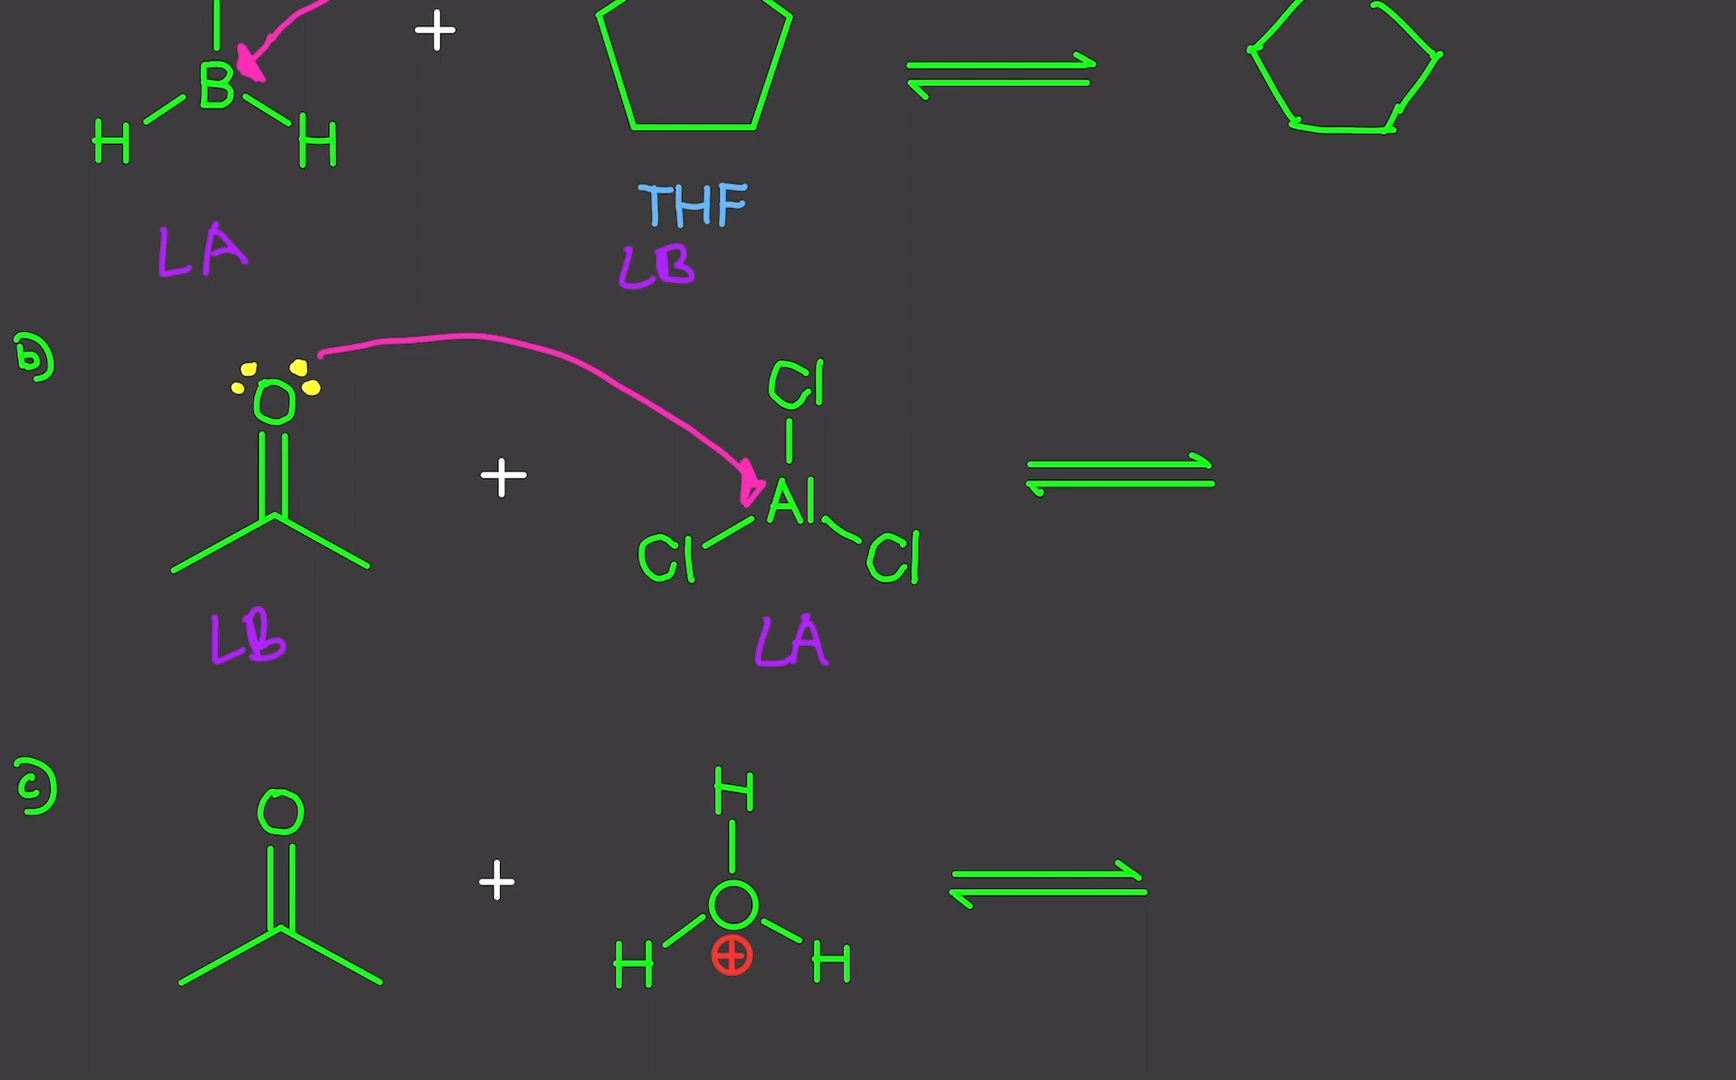 +
B
H H
THF
LA
LB
b)
O
+
Cl
Al
Cl Cl
LB
LA
c)
O
+
H
O
H ⊕ H